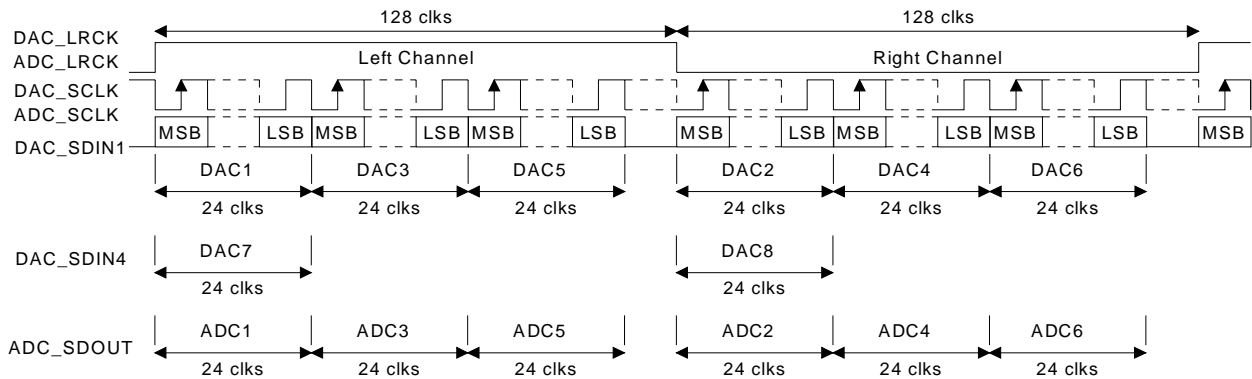 128 clks 128 clks
DAC_LRCK
ADC_LRCK Left Channel Right Channel
DAC_SCLK
ADC_SCLK
MSB LSB MSB LSB MSB LSB MSB LSB MSB LSB MSB LSB MSB
DAC_SDIN1
DAC1 DAC3 DAC5 DAC2 DAC4 DAC6
24 clks 24 clks 24 clks 24 clks 24 clks 24 clks
DAC_SDIN4 DAC7 DAC8
24 clks 24 clks
ADC_SDOUT ADC1 ADC3 ADC5 ADC2 ADC4 ADC6
24 clks 24 clks 24 clks 24 clks 24 clks 24 clks